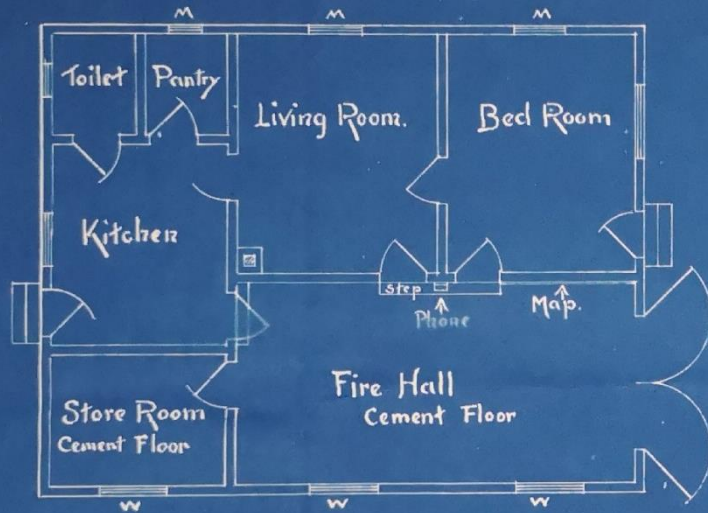 M M M
Toilet Pantry
Living Room.
Bed Room
Kitchen
Step
Phone
Map.
Fire Hall
Cement Floor
Store Room
Cement Floor
W W W